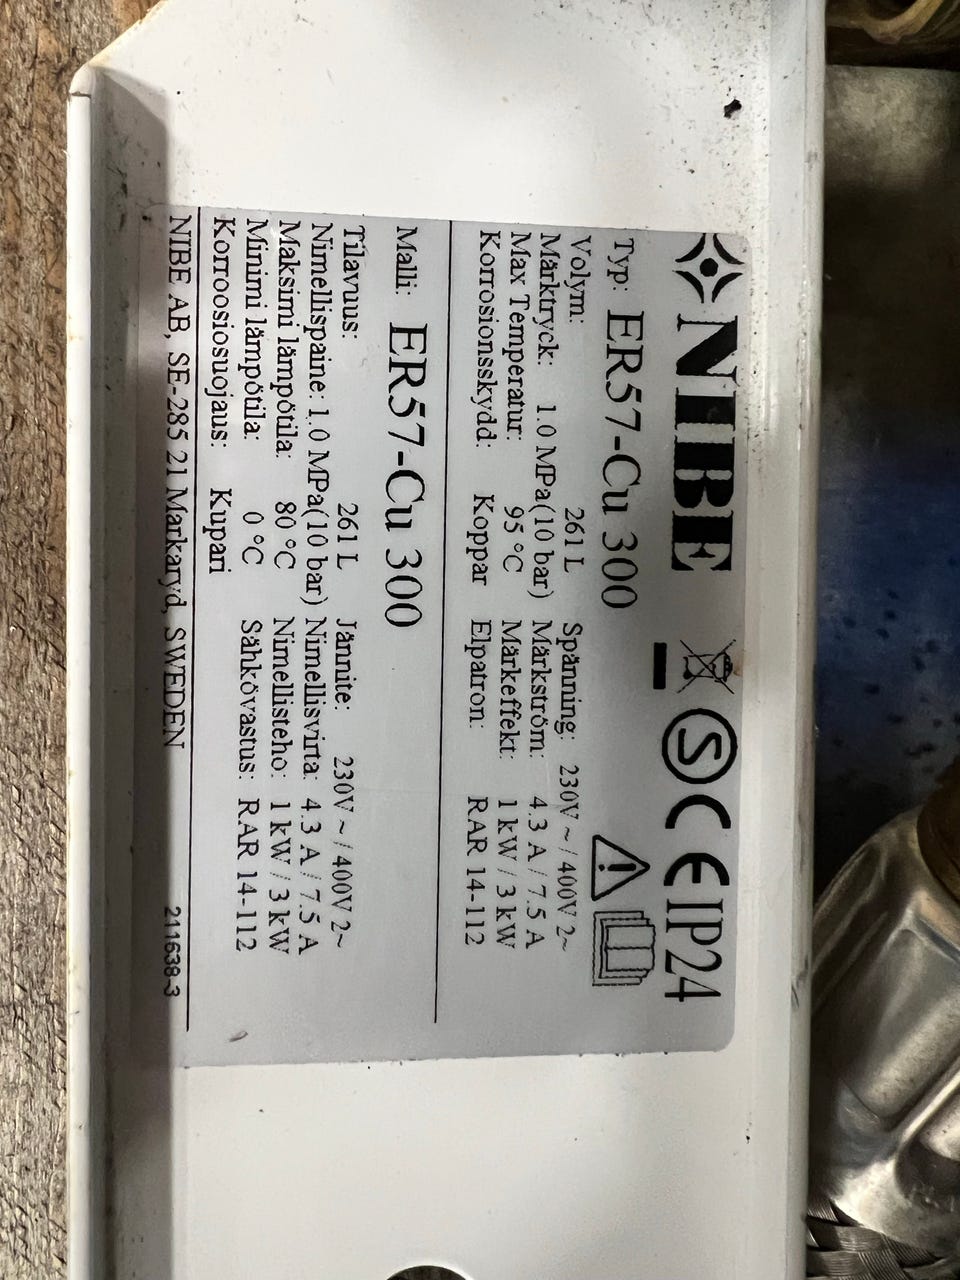 NIBE
S CE IP24
Typ: ER57-Cu 300
Volym: 261 L Spänning: 230V ~ / 400V 2~
Märktryck: 1.0 MPa(10 bar) Märkström: 4.3 A / 7.5 A
Max Temperatur: 95 °C Märkeffekt: 1 kW / 3 kW
Korrosionsskydd: Koppar Elpatron: RAR 14-112
Malli: ER57-Cu 300
Tilavuus: 261 L Jännite: 230V ~ / 400V 2~
Nimellispaine: 1.0 MPa(10 bar) Nimellisvirta: 4.3 A / 7.5 A
Maksimi lämpötila: 80 °C Nimellisteho: 1 kW / 3 kW
Minimi lämpötila: 0 °C Sähkövastus: RAR 14-112
Korroosiosuojaus: Kupari
NIBE AB, SE-285 21 Markaryd, SWEDEN 211638-3